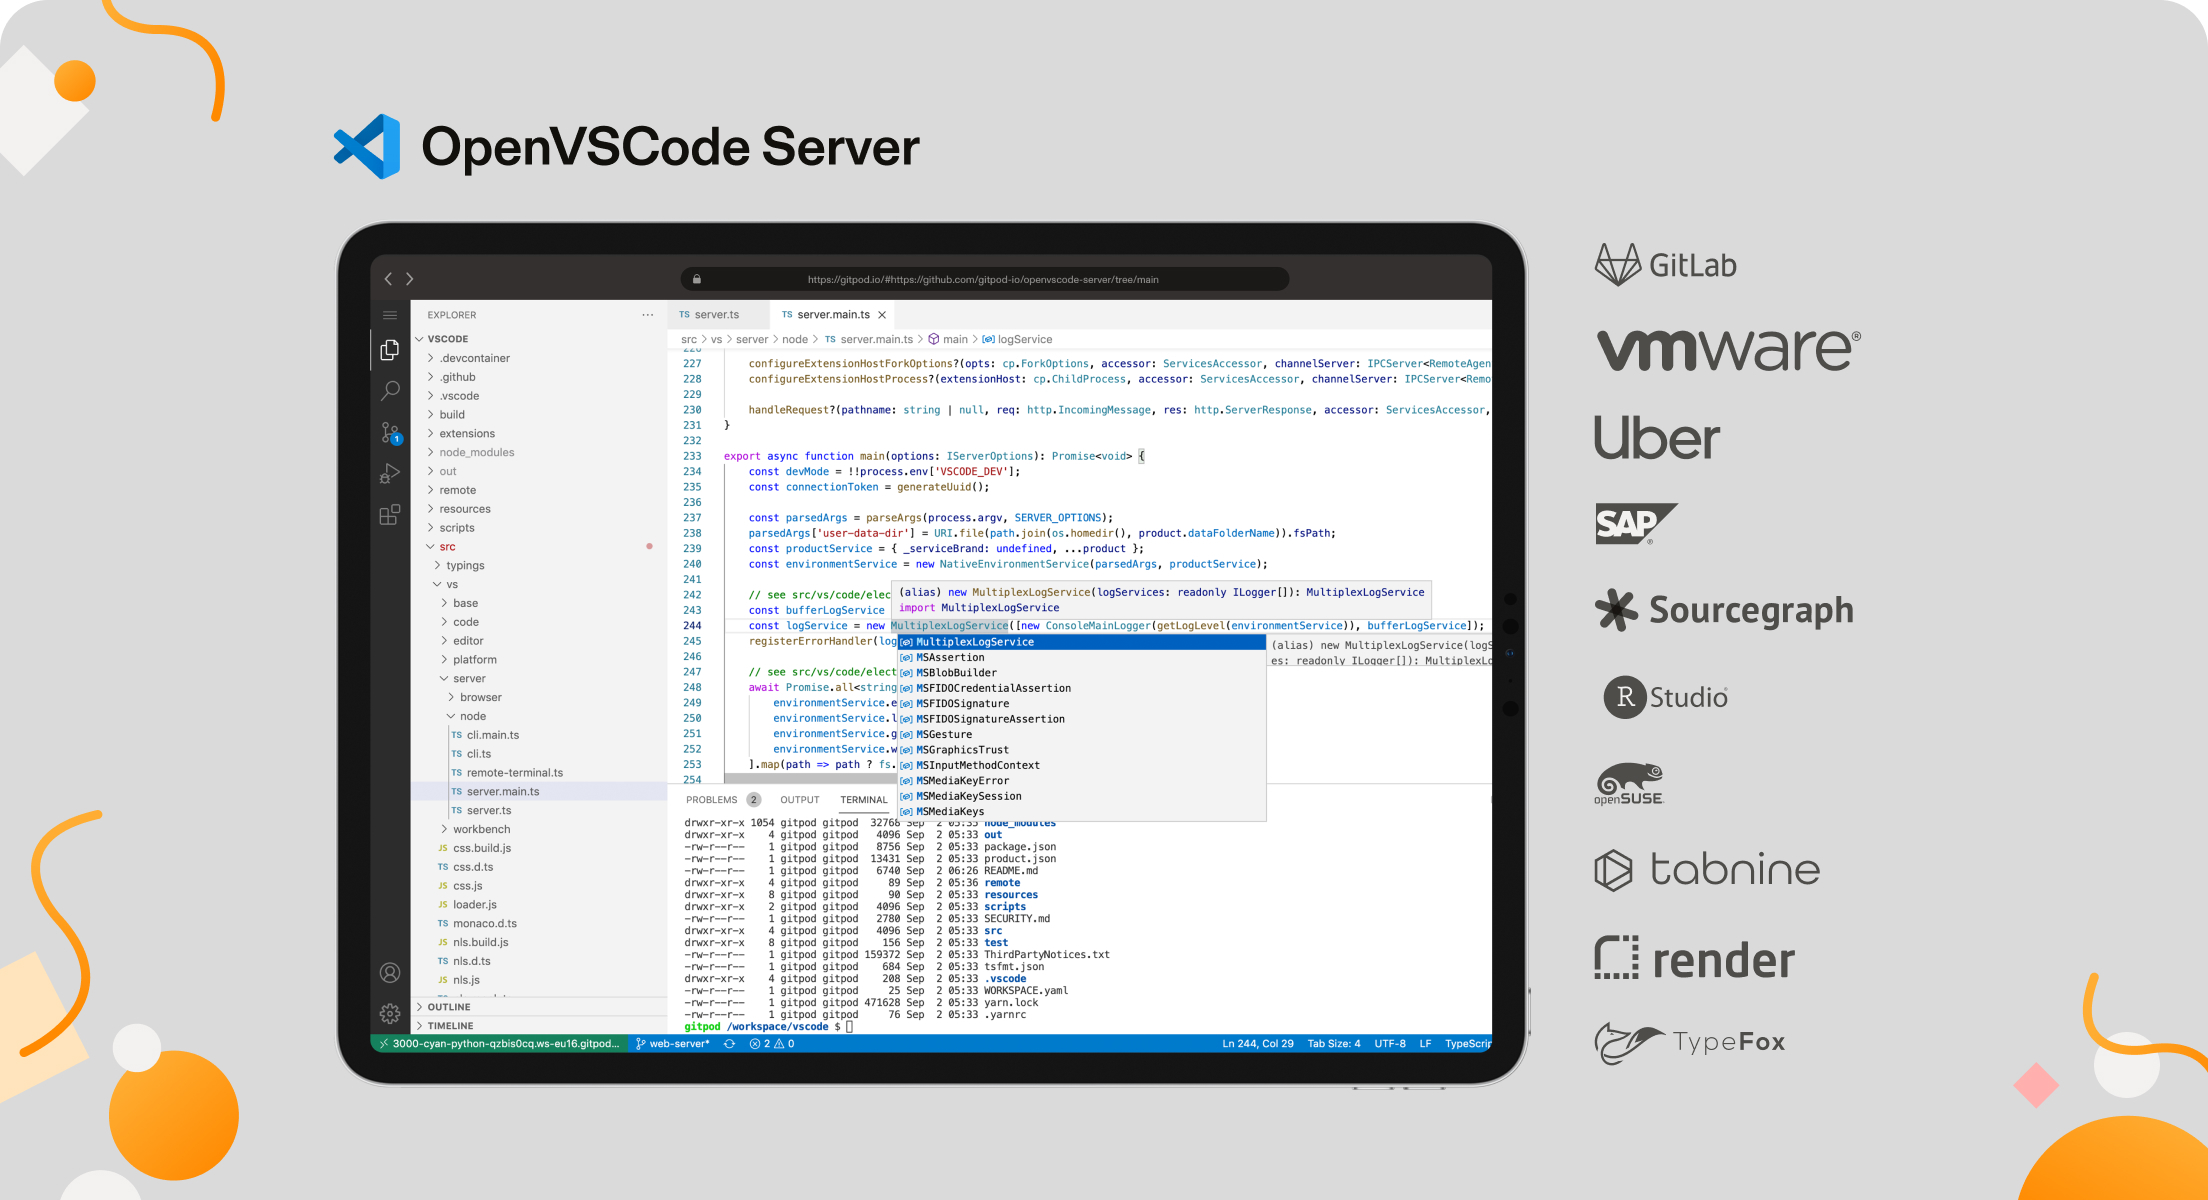 OpenVSCode Server
https://gitpod.io/#https://github.com/gitpod-io/openvscode-server/tree/main
EXPLORER
VSCODE
.devcontainer
.github
.vscode
build
extensions
node_modules
out
remote
resources
scripts
src
typings
vs
base
code
editor
platform
server
browser
node
TS cli.main.ts
TS cli.ts
TS remote-terminal.ts
TS server.main.ts
TS server.ts
workbench
JS css.build.js
TS css.d.ts
JS css.js
JS loader.js
TS monaco.d.ts
JS nls.build.js
TS nls.d.ts
JS nls.js
OUTLINE
TIMELINE
1
TS server.ts TS server.main.ts
src > vs > server > node > TS server.main.ts > main > logService
227 configureExtensionHostForkOptions?(opts: cp.ForkOptions, accessor: ServicesAccessor, channelServer: IPCServer<RemoteAgen
228 configureExtensionHostProcess?(extensionHost: cp.ChildProcess, accessor: ServicesAccessor, channelServer: IPCServer<Remo
229
230 handleRequest?(pathname: string | null, req: http.IncomingMessage, res: http.ServerResponse, accessor: ServicesAccessor,
231 }
232
233 export async function main(options: IServerOptions): Promise<void> {
234 const devMode = !!process.env['VSCODE_DEV'];
235 const connectionToken = generateUuid();
236
237 const parsedArgs = parseArgs(process.argv, SERVER_OPTIONS);
238 parsedArgs['user-data-dir'] = URI.file(path.join(os.homedir(), product.dataFolderName)).fsPath;
239 const productService = { _serviceBrand: undefined, ...product };
240 const environmentService = new NativeEnvironmentService(parsedArgs, productService);
241
242 // see src/vs/code/elec
243 const bufferLogService
244 const logService = new MultiplexLogService([new ConsoleMainLogger(getLogLevel(environmentService)), bufferLogService]);
245 registerErrorHandler(log
246
247 // see src/vs/code/elect
248 await Promise.all<string
249 environmentService.e
250 environmentService.l
251 environmentService.g
252 environmentService.w
253 ].map(path => path ? fs.
254
(alias) new MultiplexLogService(logServices: readonly ILogger[]): MultiplexLogService
import MultiplexLogService
MultiplexLogService
MSAssertion
MSBlobBuilder
MSFIDOCredentialAssertion
MSFIDOSignature
MSFIDOSignatureAssertion
MSGesture
MSGraphicsTrust
MSInputMethodContext
MSMediaKeyError
MSMediaKeySession
MSMediaKeys
(alias) new MultiplexLogService(logS
es: readonly ILogger[]): MultiplexLo
PROBLEMS 2 OUTPUT TERMINAL
drwxr-xr-x 1054 gitpod gitpod 32768 Sep 2 05:35 node_modules
drwxr-xr-x 4 gitpod gitpod 4096 Sep 2 05:33 out
-rw-r--r-- 1 gitpod gitpod 8756 Sep 2 05:33 package.json
-rw-r--r-- 1 gitpod gitpod 13431 Sep 2 05:33 product.json
-rw-r--r-- 1 gitpod gitpod 6740 Sep 2 06:26 README.md
drwxr-xr-x 4 gitpod gitpod 89 Sep 2 05:36 remote
drwxr-xr-x 8 gitpod gitpod 90 Sep 2 05:33 resources
drwxr-xr-x 2 gitpod gitpod 4096 Sep 2 05:33 scripts
-rw-r--r-- 1 gitpod gitpod 2780 Sep 2 05:33 SECURITY.md
drwxr-xr-x 4 gitpod gitpod 4096 Sep 2 05:33 src
drwxr-xr-x 8 gitpod gitpod 156 Sep 2 05:33 test
-rw-r--r-- 1 gitpod gitpod 159372 Sep 2 05:33 ThirdPartyNotices.txt
-rw-r--r-- 1 gitpod gitpod 684 Sep 2 05:33 tsfmt.json
drwxr-xr-x 4 gitpod gitpod 208 Sep 2 05:33 .vscode
-rw-r--r-- 1 gitpod gitpod 25 Sep 2 05:33 WORKSPACE.yaml
-rw-r--r-- 1 gitpod gitpod 471628 Sep 2 05:33 yarn.lock
-rw-r--r-- 1 gitpod gitpod 76 Sep 2 05:33 .yarnrc
gitpod /workspace/vscode $
3000-cyan-python-qzbis0cq.ws-eu16.gitpod... web-server* 2 0 Ln 244, Col 29 Tab Size: 4 UTF-8 LF TypeScrip
GitLab
vmware®
Uber
SAP®
Sourcegraph
R Studio®
openSUSE
tabnine
render
TypeFox